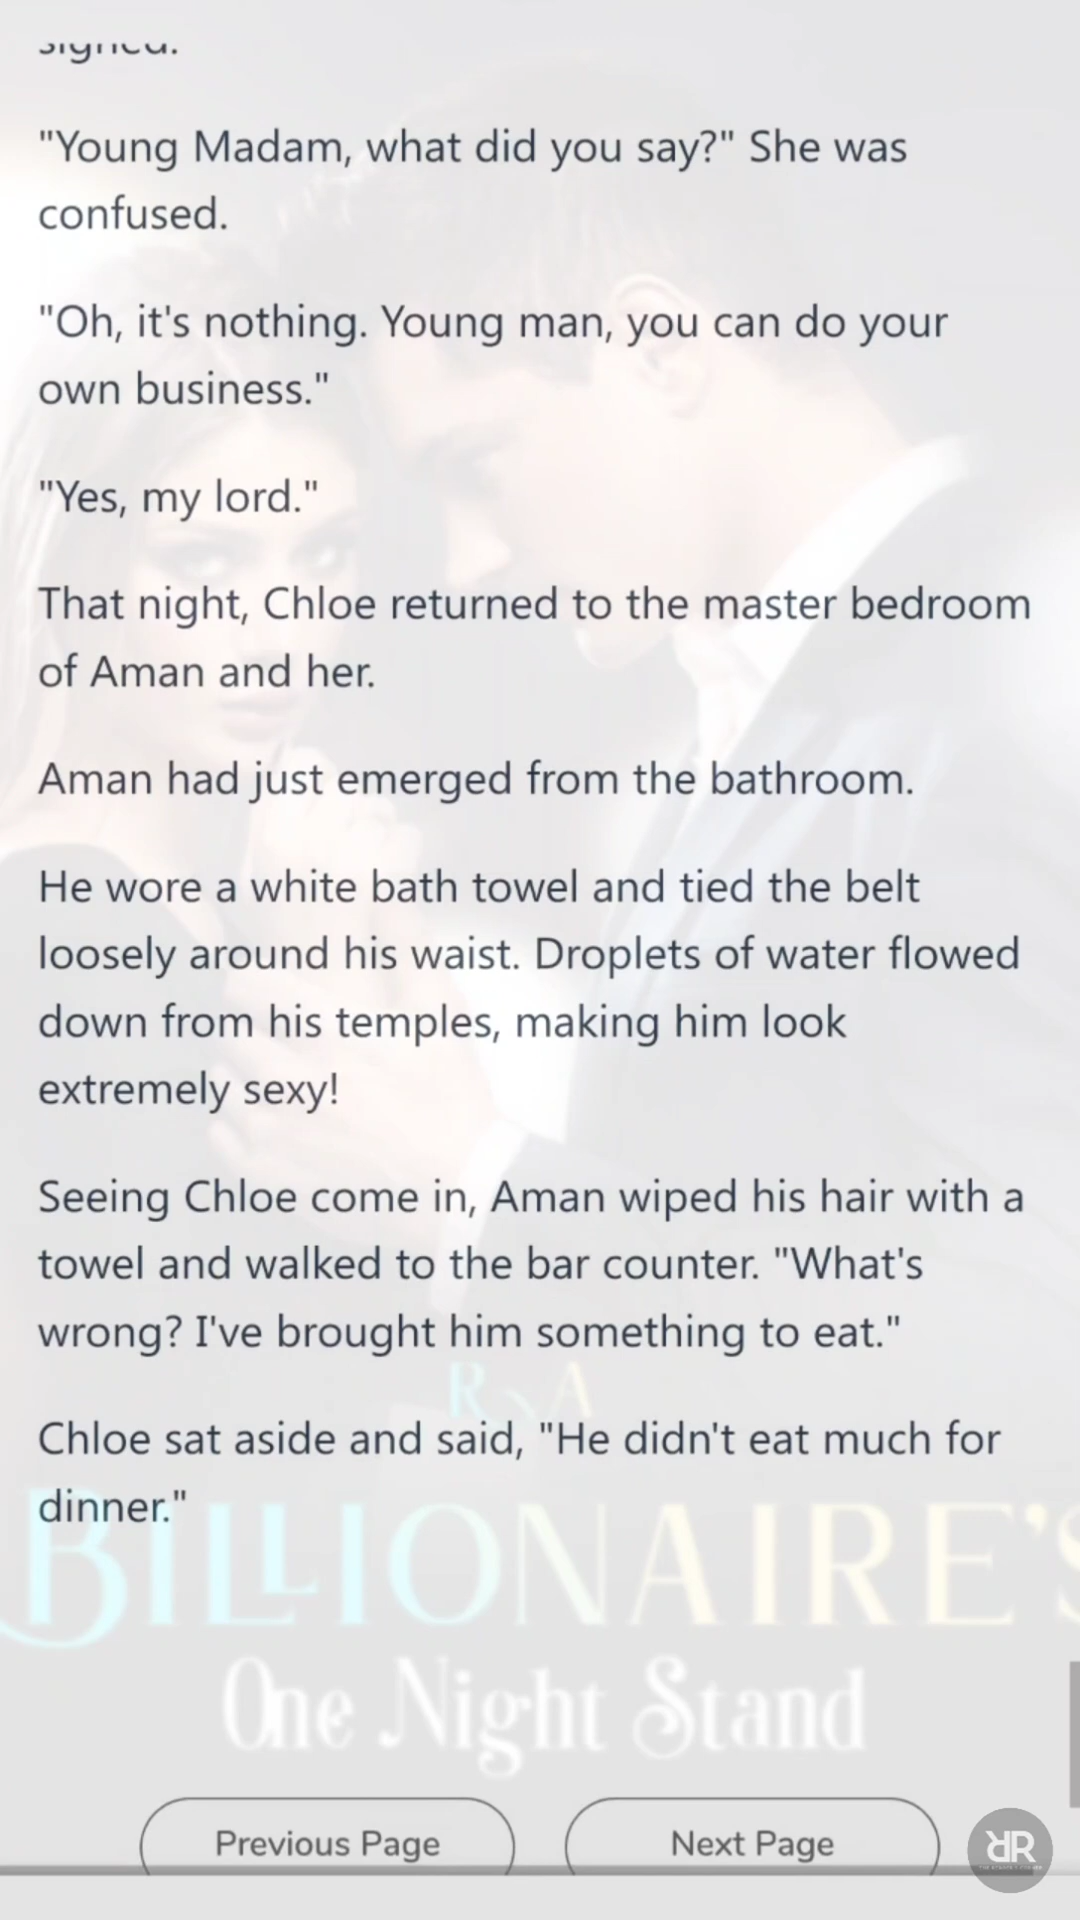 signed.
"Young Madam, what did you say?" She was
confused.
"Oh, it's nothing. Young man, you can do your
own business."
"Yes, my lord."
That night, Chloe returned to the master bedroom
of Aman and her.
Aman had just emerged from the bathroom.
He wore a white bath towel and tied the belt
loosely around his waist. Droplets of water flowed
down from his temples, making him look
extremely sexy!
Seeing Chloe come in, Aman wiped his hair with a
towel and walked to the bar counter. "What's
wrong? I've brought him something to eat."
Chloe sat aside and said, "He didn't eat much for
dinner."
BILLIONAIRE'S
One Night Stand
Previous Page
Next Page